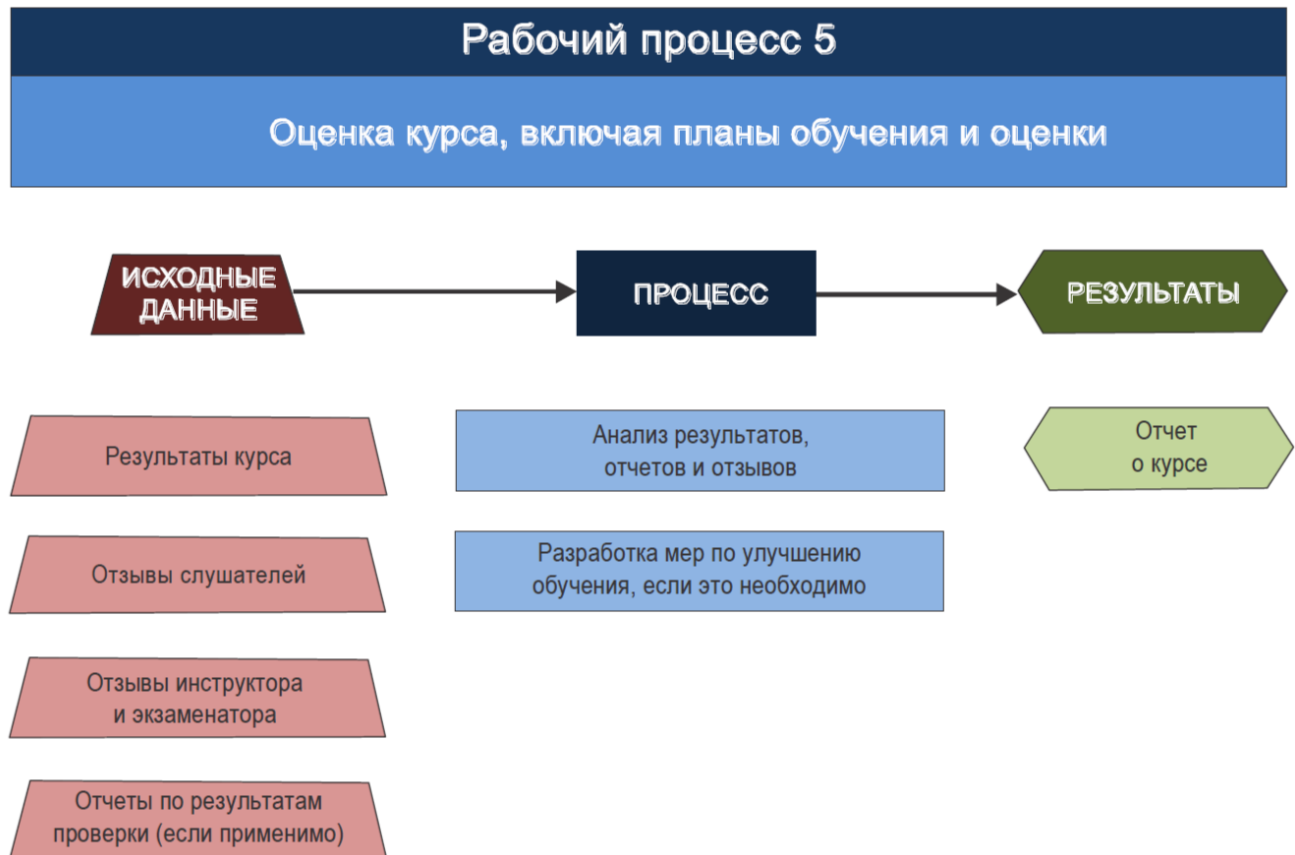 Рабочий процесс 5
Оценка курса, включая планы обучения и оценки
ИСХОДНЫЕ
ДАННЫЕ
ПРОЦЕСС
РЕЗУЛЬТАТЫ
Результаты курса
Отзывы слушателей
Отзывы инструктора
и экзаменатора
Отчеты по результатам
проверки (если применимо)
Анализ результатов,
отчетов и отзывов
Разработка мер по улучшению
обучения, если это необходимо
Отчет
о курсе